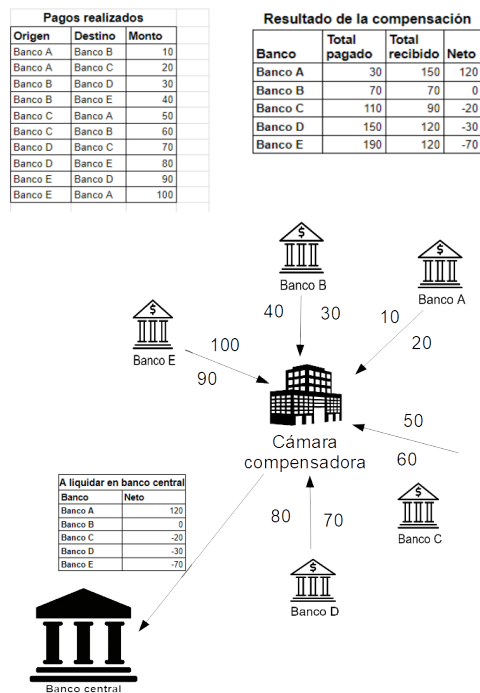 Pagos realizados
Origen Destino Monto
Banco A Banco B 10
Banco A Banco C 20
Banco B Banco D 30
Banco B Banco E 40
Banco C Banco A 50
Banco C Banco B 60
Banco D Banco C 70
Banco D Banco E 80
Banco E Banco D 90
Banco E Banco A 100
Resultado de la compensación
Banco Total pagado Total recibido Neto
Banco A 30 150 120
Banco B 70 70 0
Banco C 110 90 -20
Banco D 150 120 -30
Banco E 190 120 -70
$
Banco B
$
Banco A
40 30
10
20
$
Banco E
100
90
Cámara
compensadora
50
60
$
Banco C
80 70
$
Banco D
A liquidar en banco central
Banco Neto
Banco A 120
Banco B 0
Banco C -20
Banco D -30
Banco E -70
Banco central